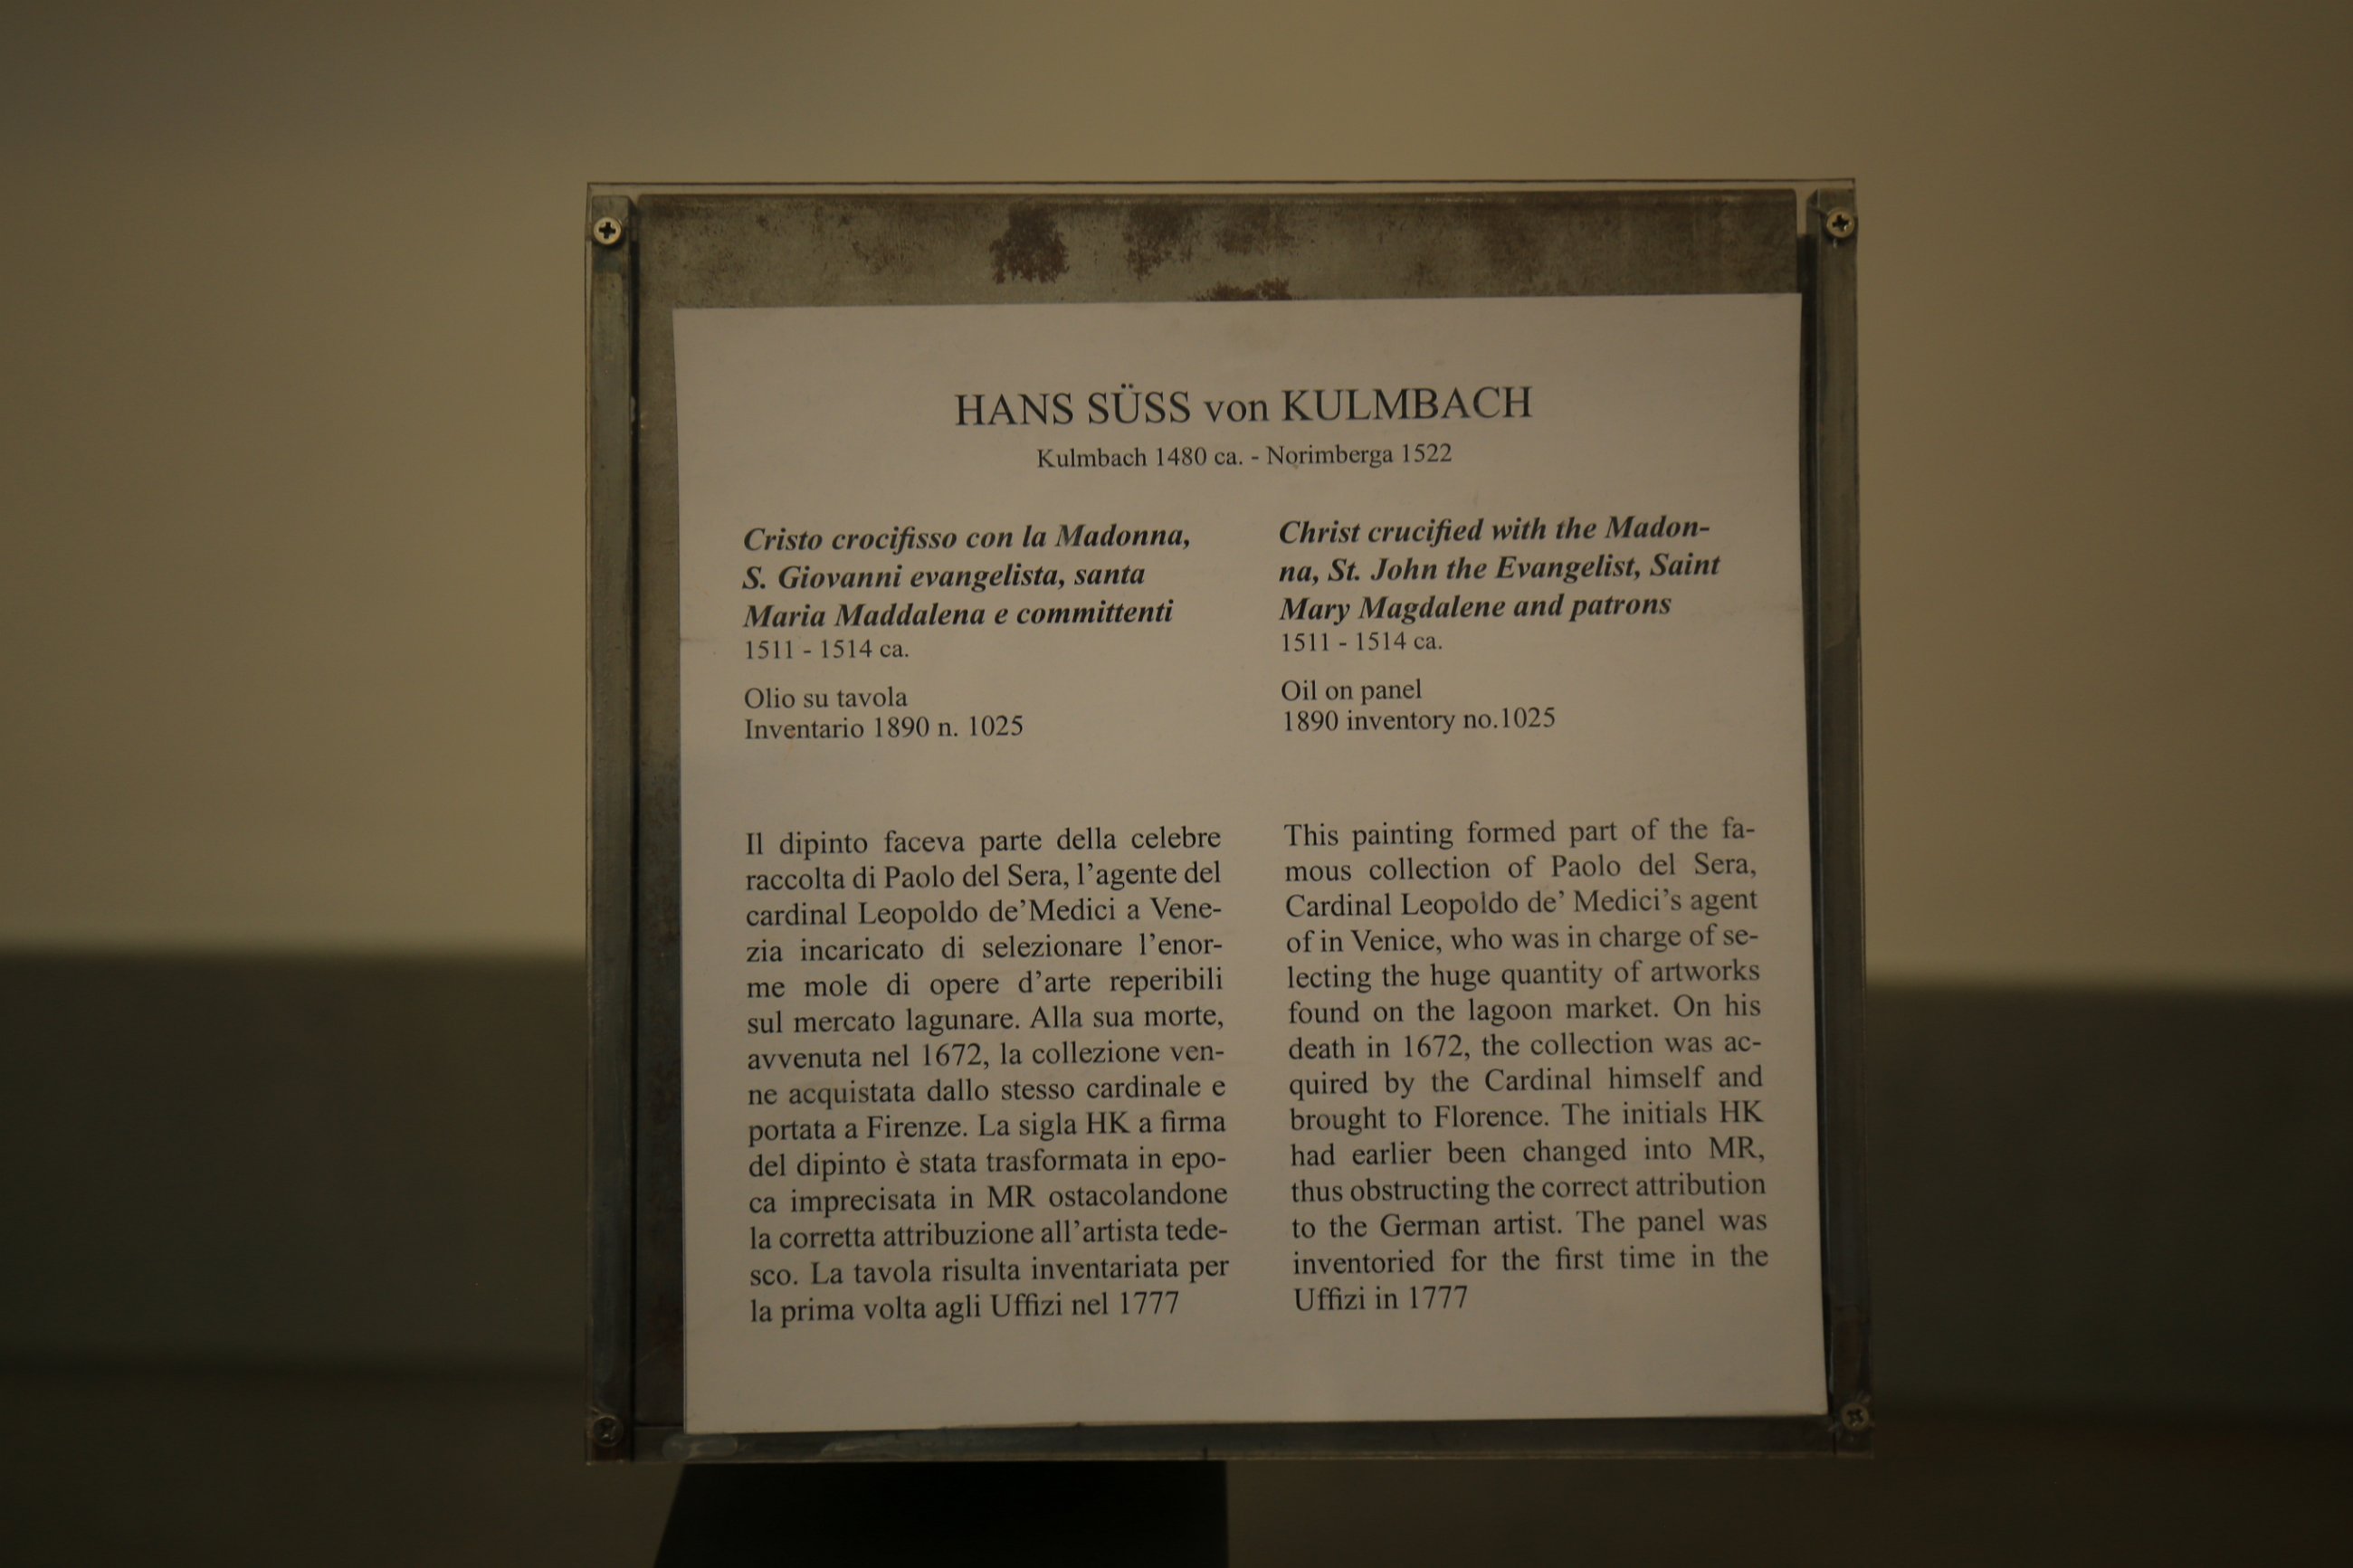 HANS SÜSS von KULMBACH
Kulmbach 1480 ca. - Norimberga 1522
Cristo crocifisso con la Madonna,
S. Giovanni evangelista, santa
Maria Maddalena e committenti
1511 - 1514 ca.
Olio su tavola
Inventario 1890 n. 1025
Il dipinto faceva parte della celebre
raccolta di Paolo del Sera, l'agente del
cardinal Leopoldo de'Medici a Vene-
zia incaricato di selezionare l'enor-
me mole di opere d'arte reperibili
sul mercato lagunare. Alla sua morte,
avvenuta nel 1672, la collezione ven-
ne acquistata dallo stesso cardinale e
portata a Firenze. La sigla HK a firma
del dipinto è stata trasformata in epo-
ca imprecisata in MR ostacolandone
la corretta attribuzione all'artista tede-
sco. La tavola risulta inventariata per
la prima volta agli Uffizi nel 1777
Christ crucified with the Madon-
na, St. John the Evangelist, Saint
Mary Magdalene and patrons
1511 - 1514 ca.
Oil on panel
1890 inventory no.1025
This painting formed part of the fa-
mous collection of Paolo del Sera,
Cardinal Leopoldo de' Medici's agent
of in Venice, who was in charge of se-
lecting the huge quantity of artworks
found on the lagoon market. On his
death in 1672, the collection was ac-
quired by the Cardinal himself and
brought to Florence. The initials HK
had earlier been changed into MR,
thus obstructing the correct attribution
to the German artist. The panel was
inventoried for the first time in the
Uffizi in 1777